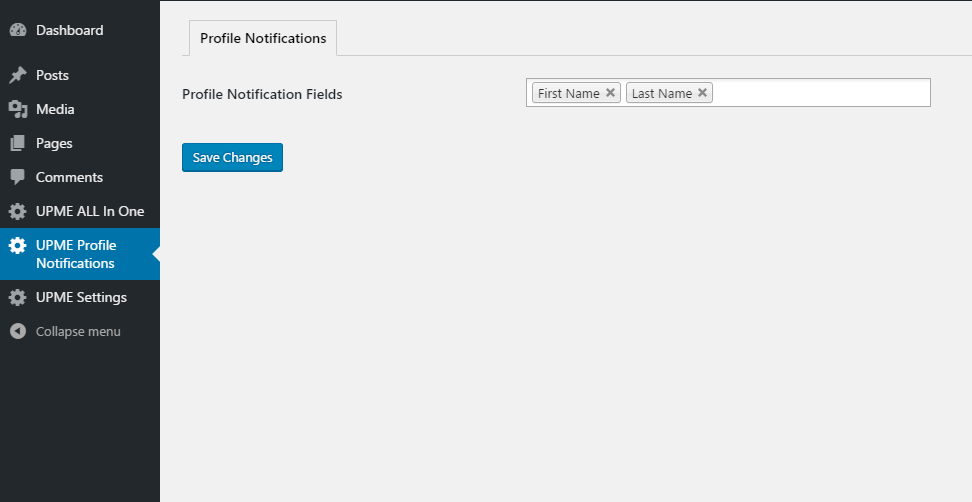 Dashboard
Posts
Media
Pages
Comments
UPME ALL In One
UPME Profile
Notifications
UPME Settings
Collapse menu
Profile Notifications
Profile Notification Fields
First Name Last Name
Save Changes